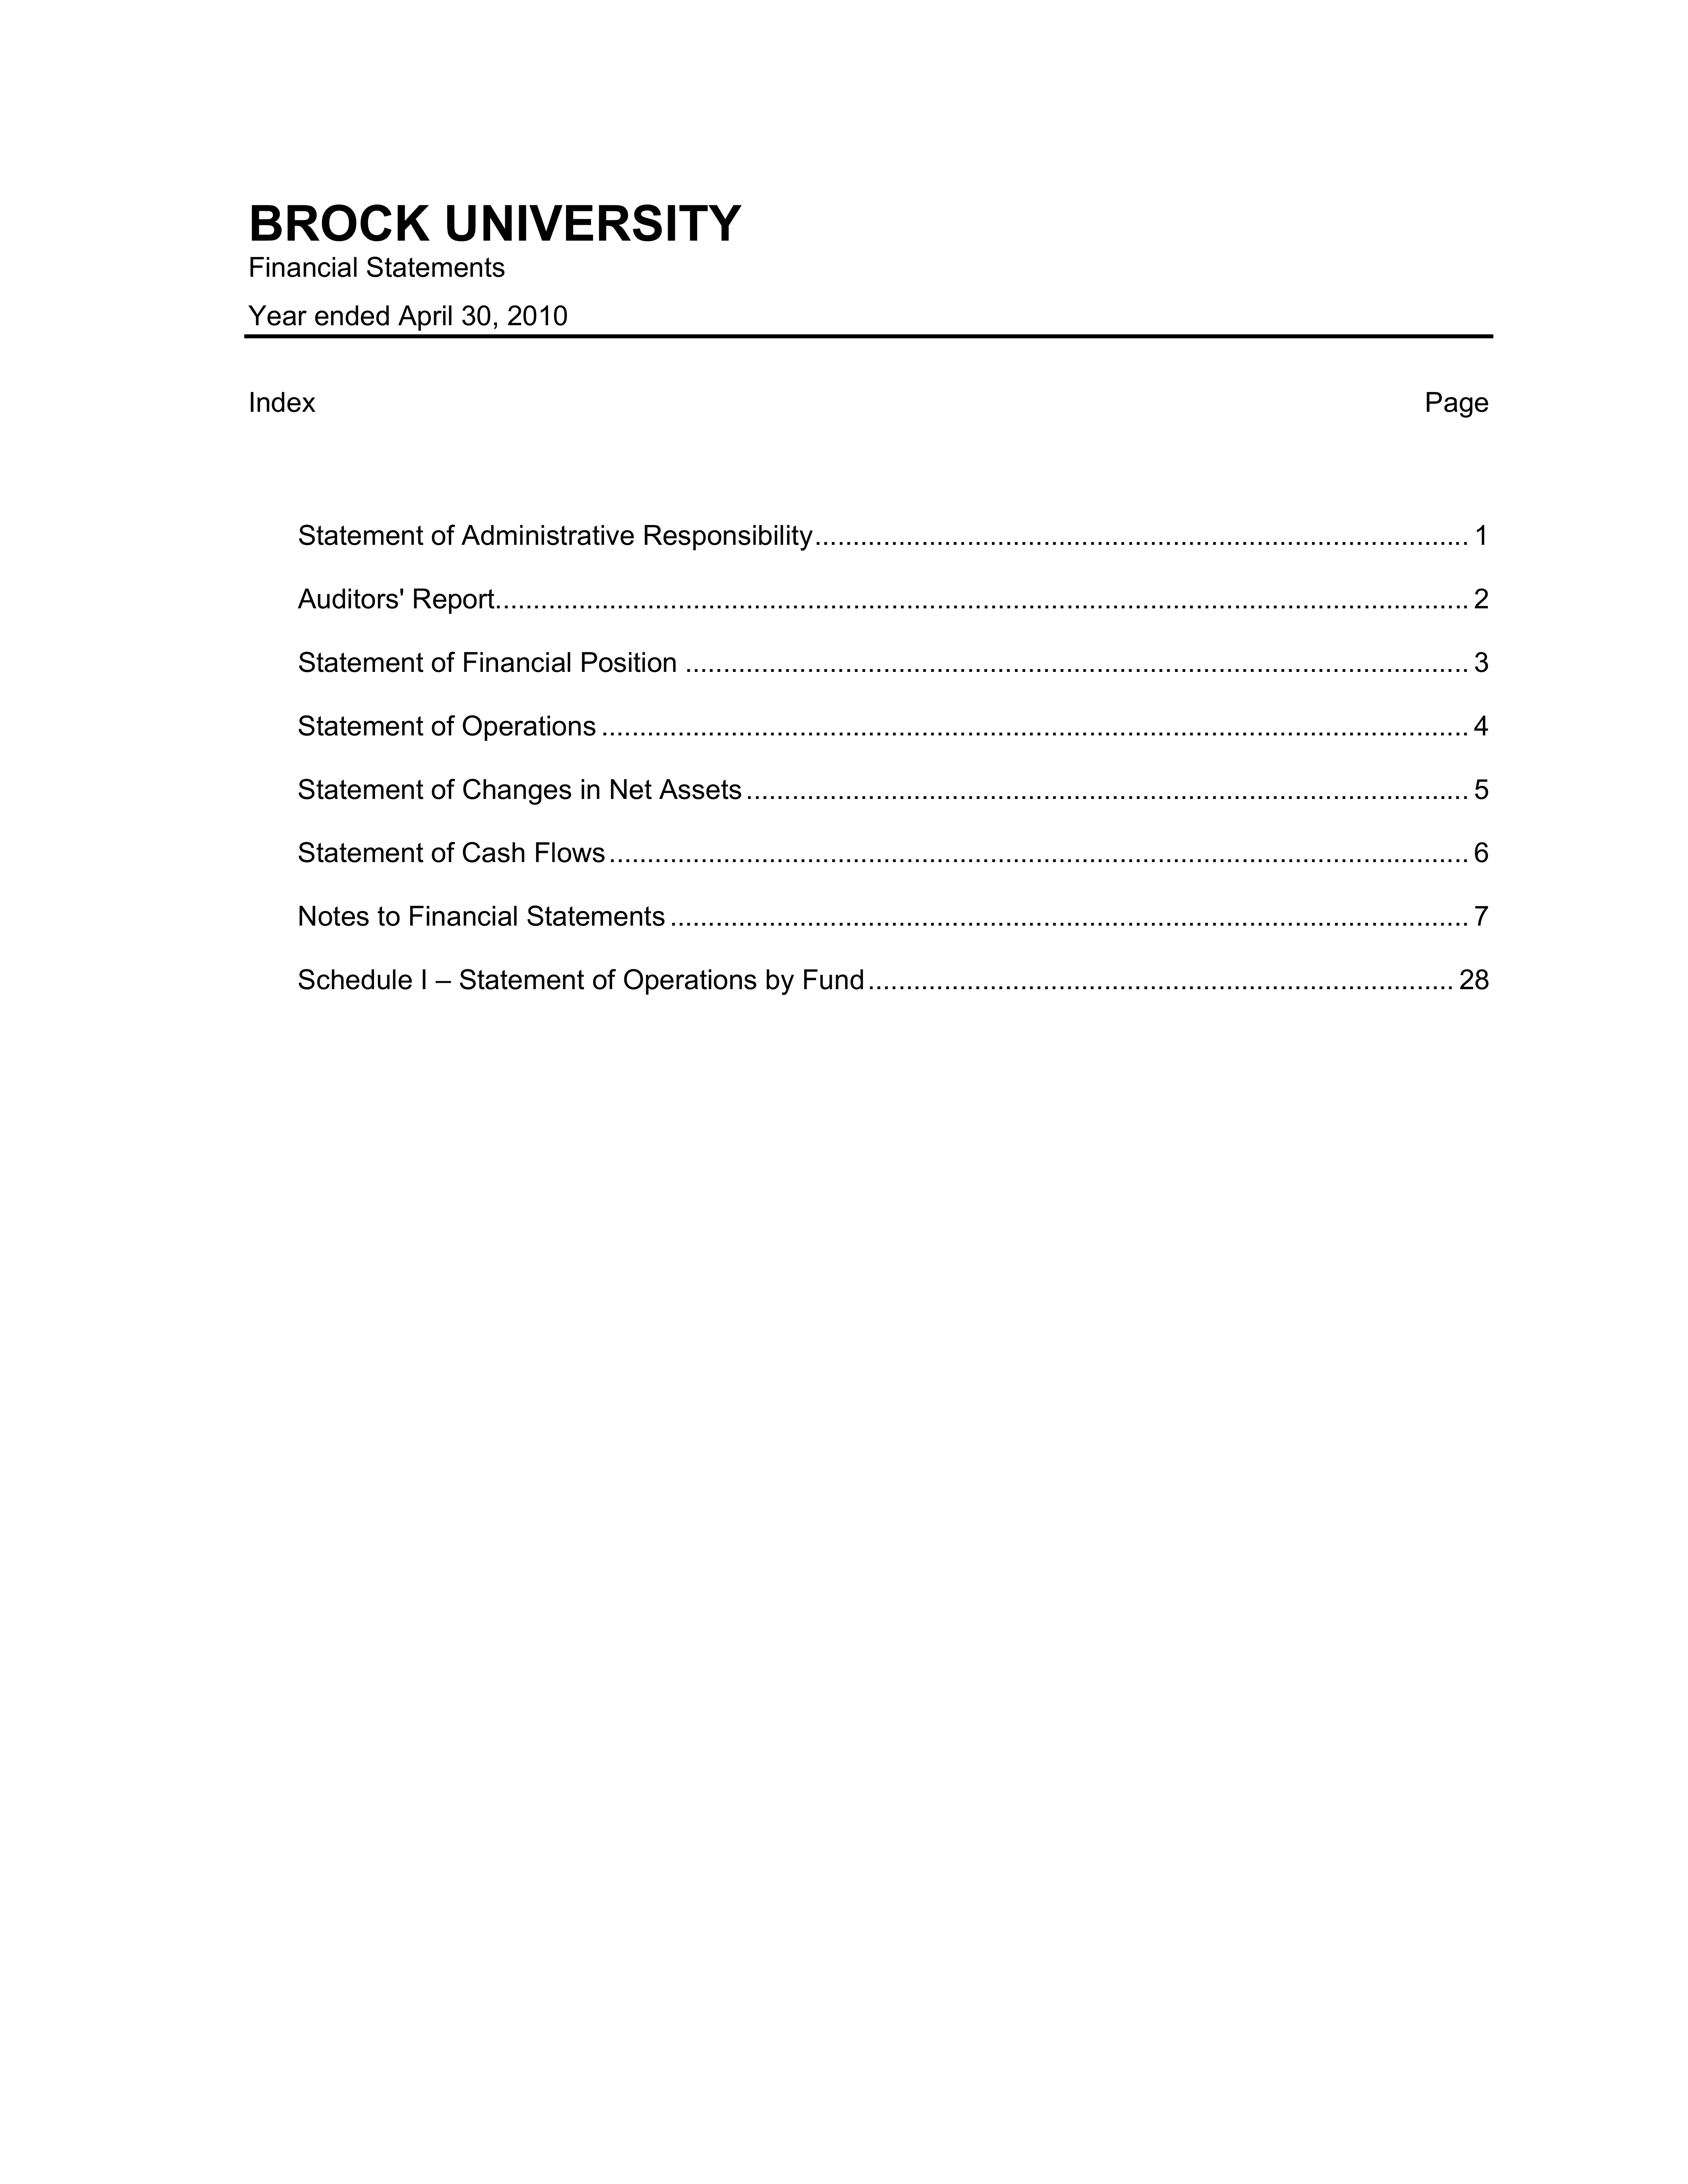 BROCK UNIVERSITY
Financial Statements
Year ended April 30, 2010
Index Page
Statement of Administrative Responsibility 1
Auditors' Report 2
Statement of Financial Position 3
Statement of Operations 4
Statement of Changes in Net Assets 5
Statement of Cash Flows 6
Notes to Financial Statements 7
Schedule I – Statement of Operations by Fund 28